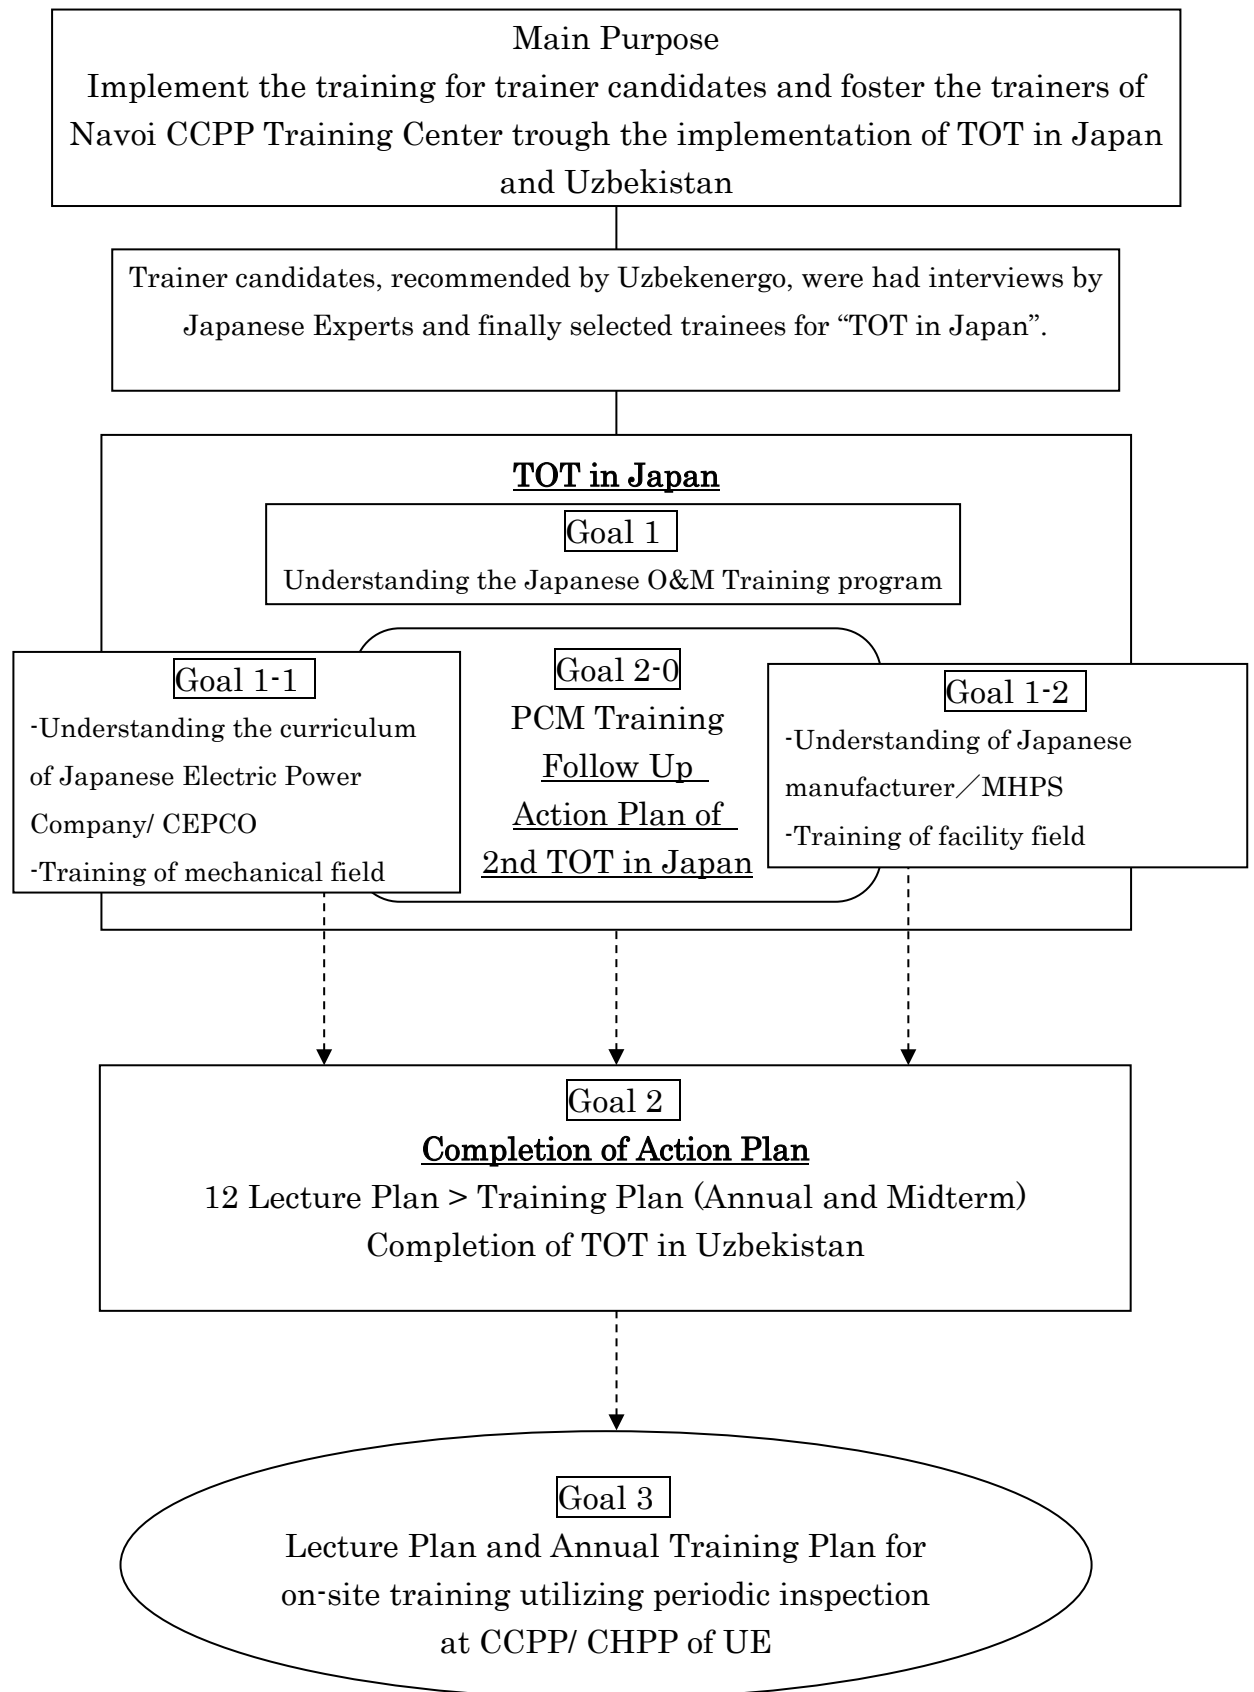 Main Purpose
Implement the training for trainer candidates and foster the trainers of
Navoi CCPP Training Center trough the implementation of TOT in Japan
and Uzbekistan
Trainer candidates, recommended by Uzbekenergo, were had interviews by
Japanese Experts and finally selected trainees for “TOT in Japan”.
TOT in Japan
Goal 1
Understanding the Japanese O&M Training program
Goal 1-1
-Understanding the curriculum
of Japanese Electric Power
Company/ CEPCO
-Training of mechanical field
Goal 2-0
PCM Training
Follow Up
Action Plan of
2nd TOT in Japan
Goal 1-2
-Understanding of Japanese
manufacturer／MHPS
-Training of facility field
Goal 2
Completion of Action Plan
12 Lecture Plan > Training Plan (Annual and Midterm)
Completion of TOT in Uzbekistan
Goal 3
Lecture Plan and Annual Training Plan for
on-site training utilizing periodic inspection
at CCPP/ CHPP of UE